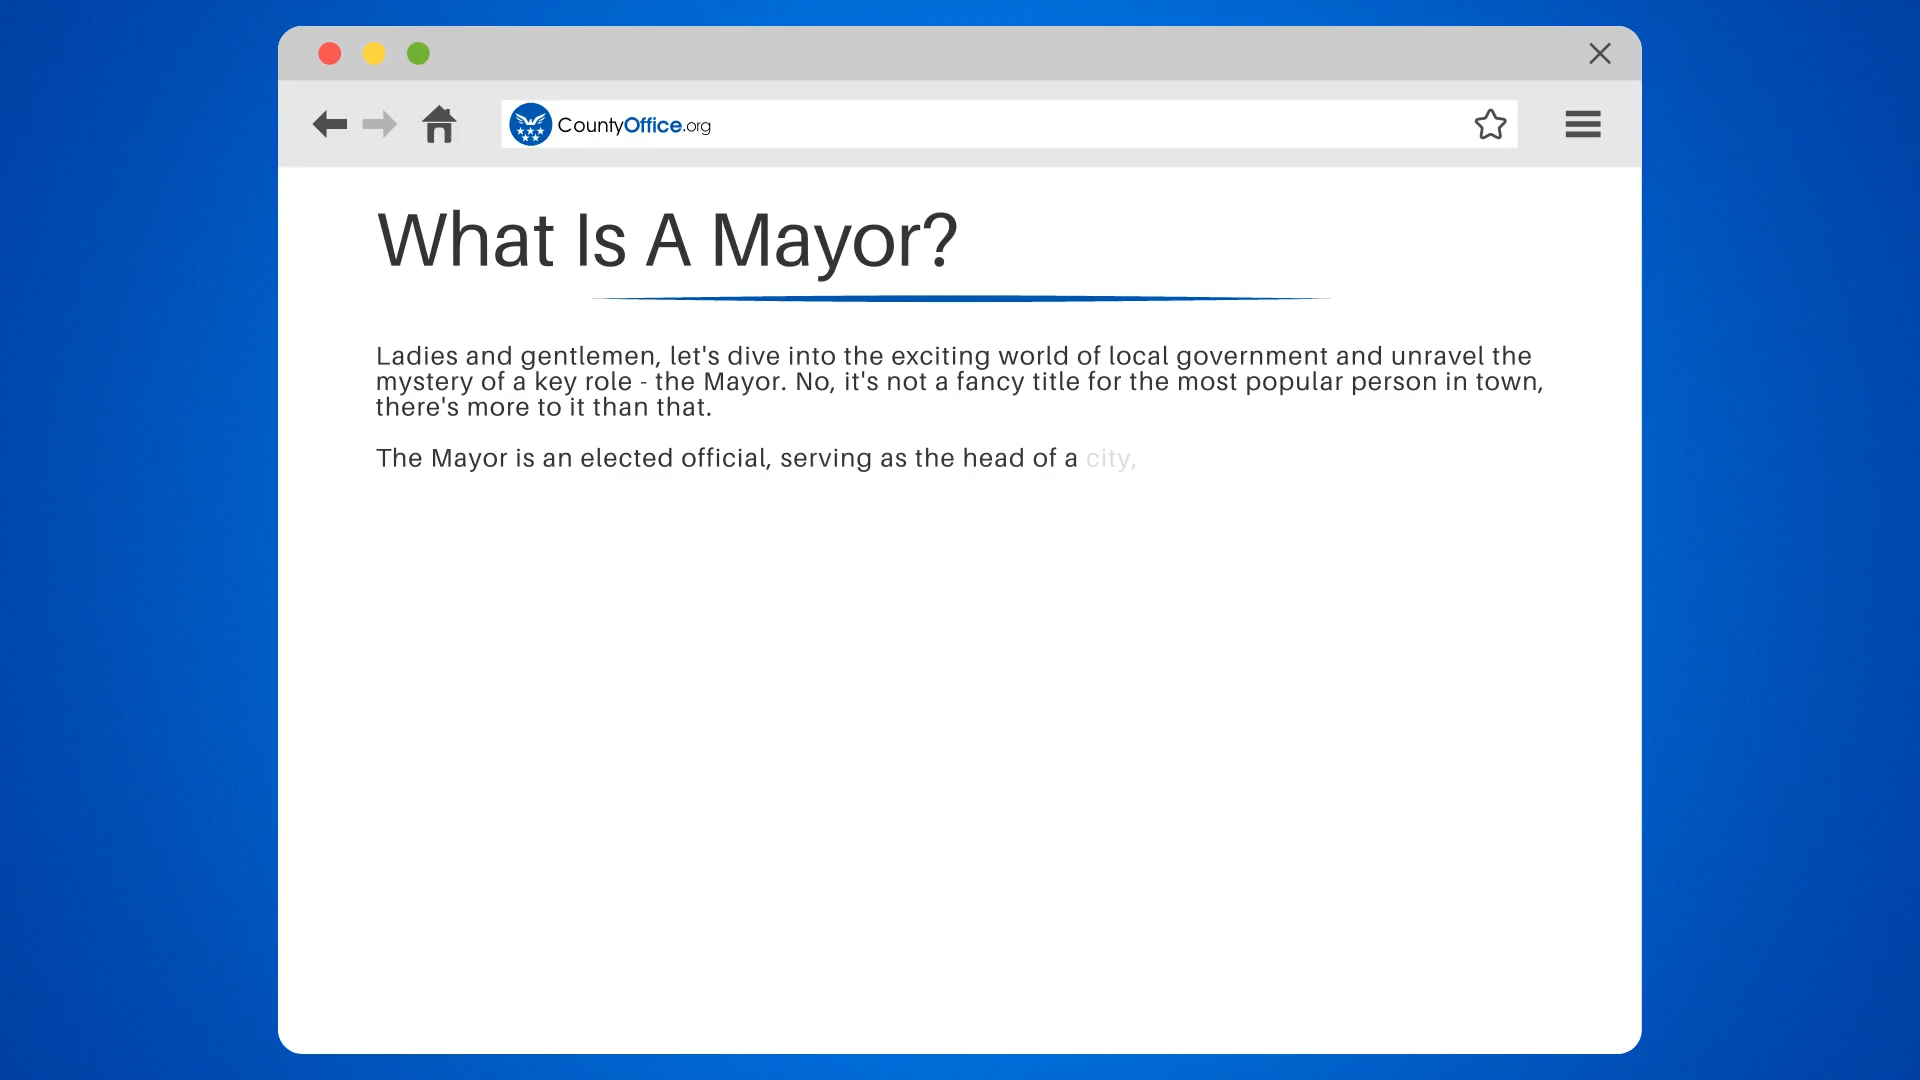 CountyOffice.org
What Is A Mayor?
Ladies and gentlemen, let's dive into the exciting world of local government and unravel the
mystery of a key role - the Mayor. No, it's not a fancy title for the most popular person in town,
there's more to it than that.
The Mayor is an elected official, serving as the head of a city,